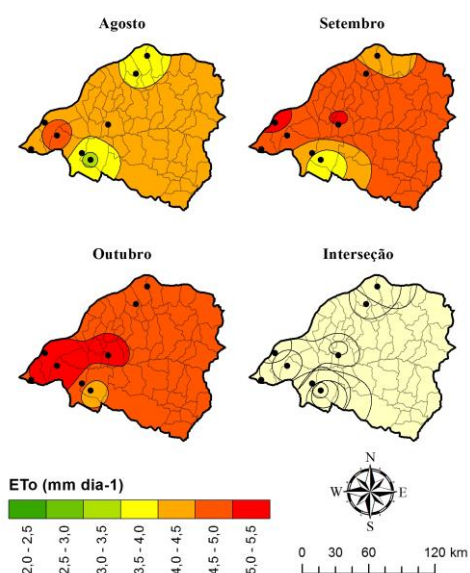 Agosto
Setembro
Outubro
Interseção
ETo (mm dia-1)
2,0 - 2,5
2,5 - 3,0
3,0 - 3,5
3,5 - 4,0
4,0 - 4,5
4,5 - 5,0
5,0 - 5,5
N
W E
S
0 30 60 120 km